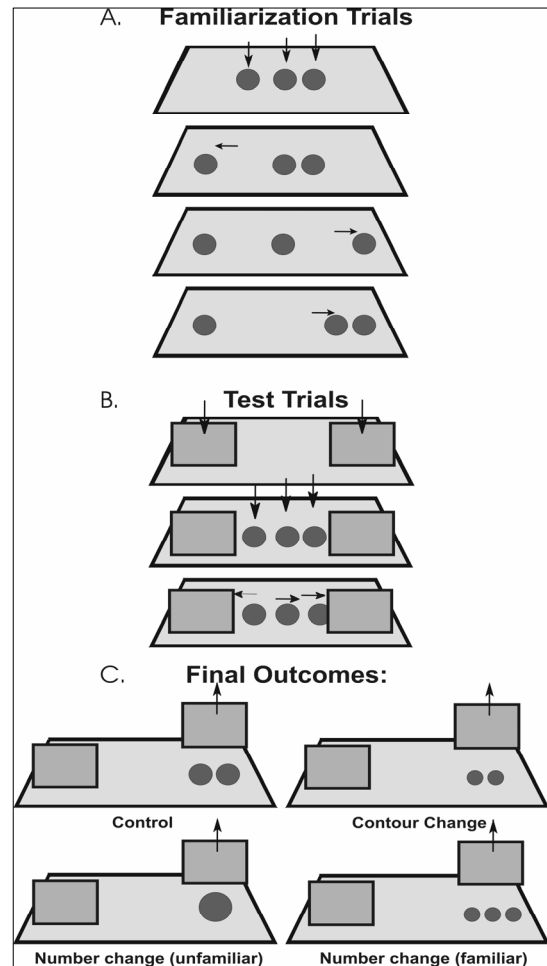 A. Familiarization Trials
B. Test Trials
C. Final Outcomes:
Control
Contour Change
Number change (unfamiliar)
Number change (familiar)